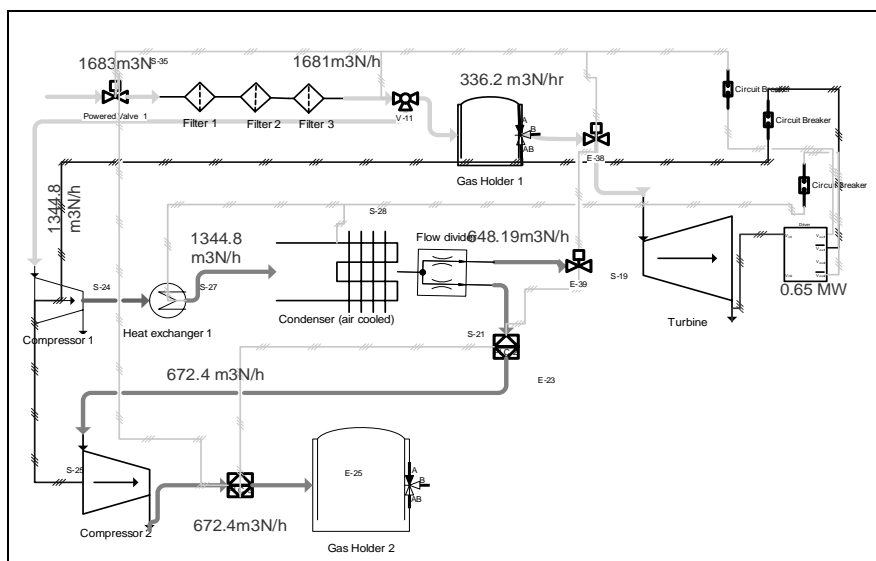 1683m3N
S-35
1681m3N/h
336.2 m3N/hr
Powered Valve 1
Filter 1
Filter 2
Filter 3
V-11
A
B
AB
Gas Holder 1
E-38
Circuit Breaker
Circuit Breaker
Circuit Breaker
1344.8
m3N/h
S-28
1344.8
m3N/h
Flow divider
648.19m3N/h
S-24
S-27
E-39
S-19
Driver
0.65 MW
Compressor 1
Heat exchanger 1
Condenser (air cooled)
S-21
Turbine
672.4 m3N/h
E-23
S-25
E-25
A
B
AB
Compressor 2
672.4m3N/h
Gas Holder 2